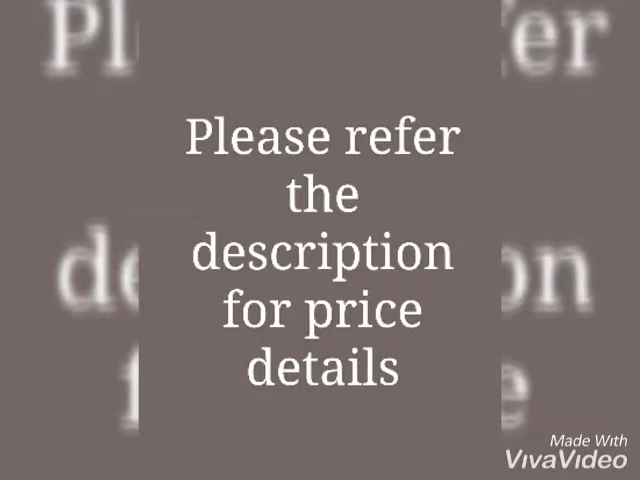 Please refer
the
description
for price
details
Made With
VivaVideo